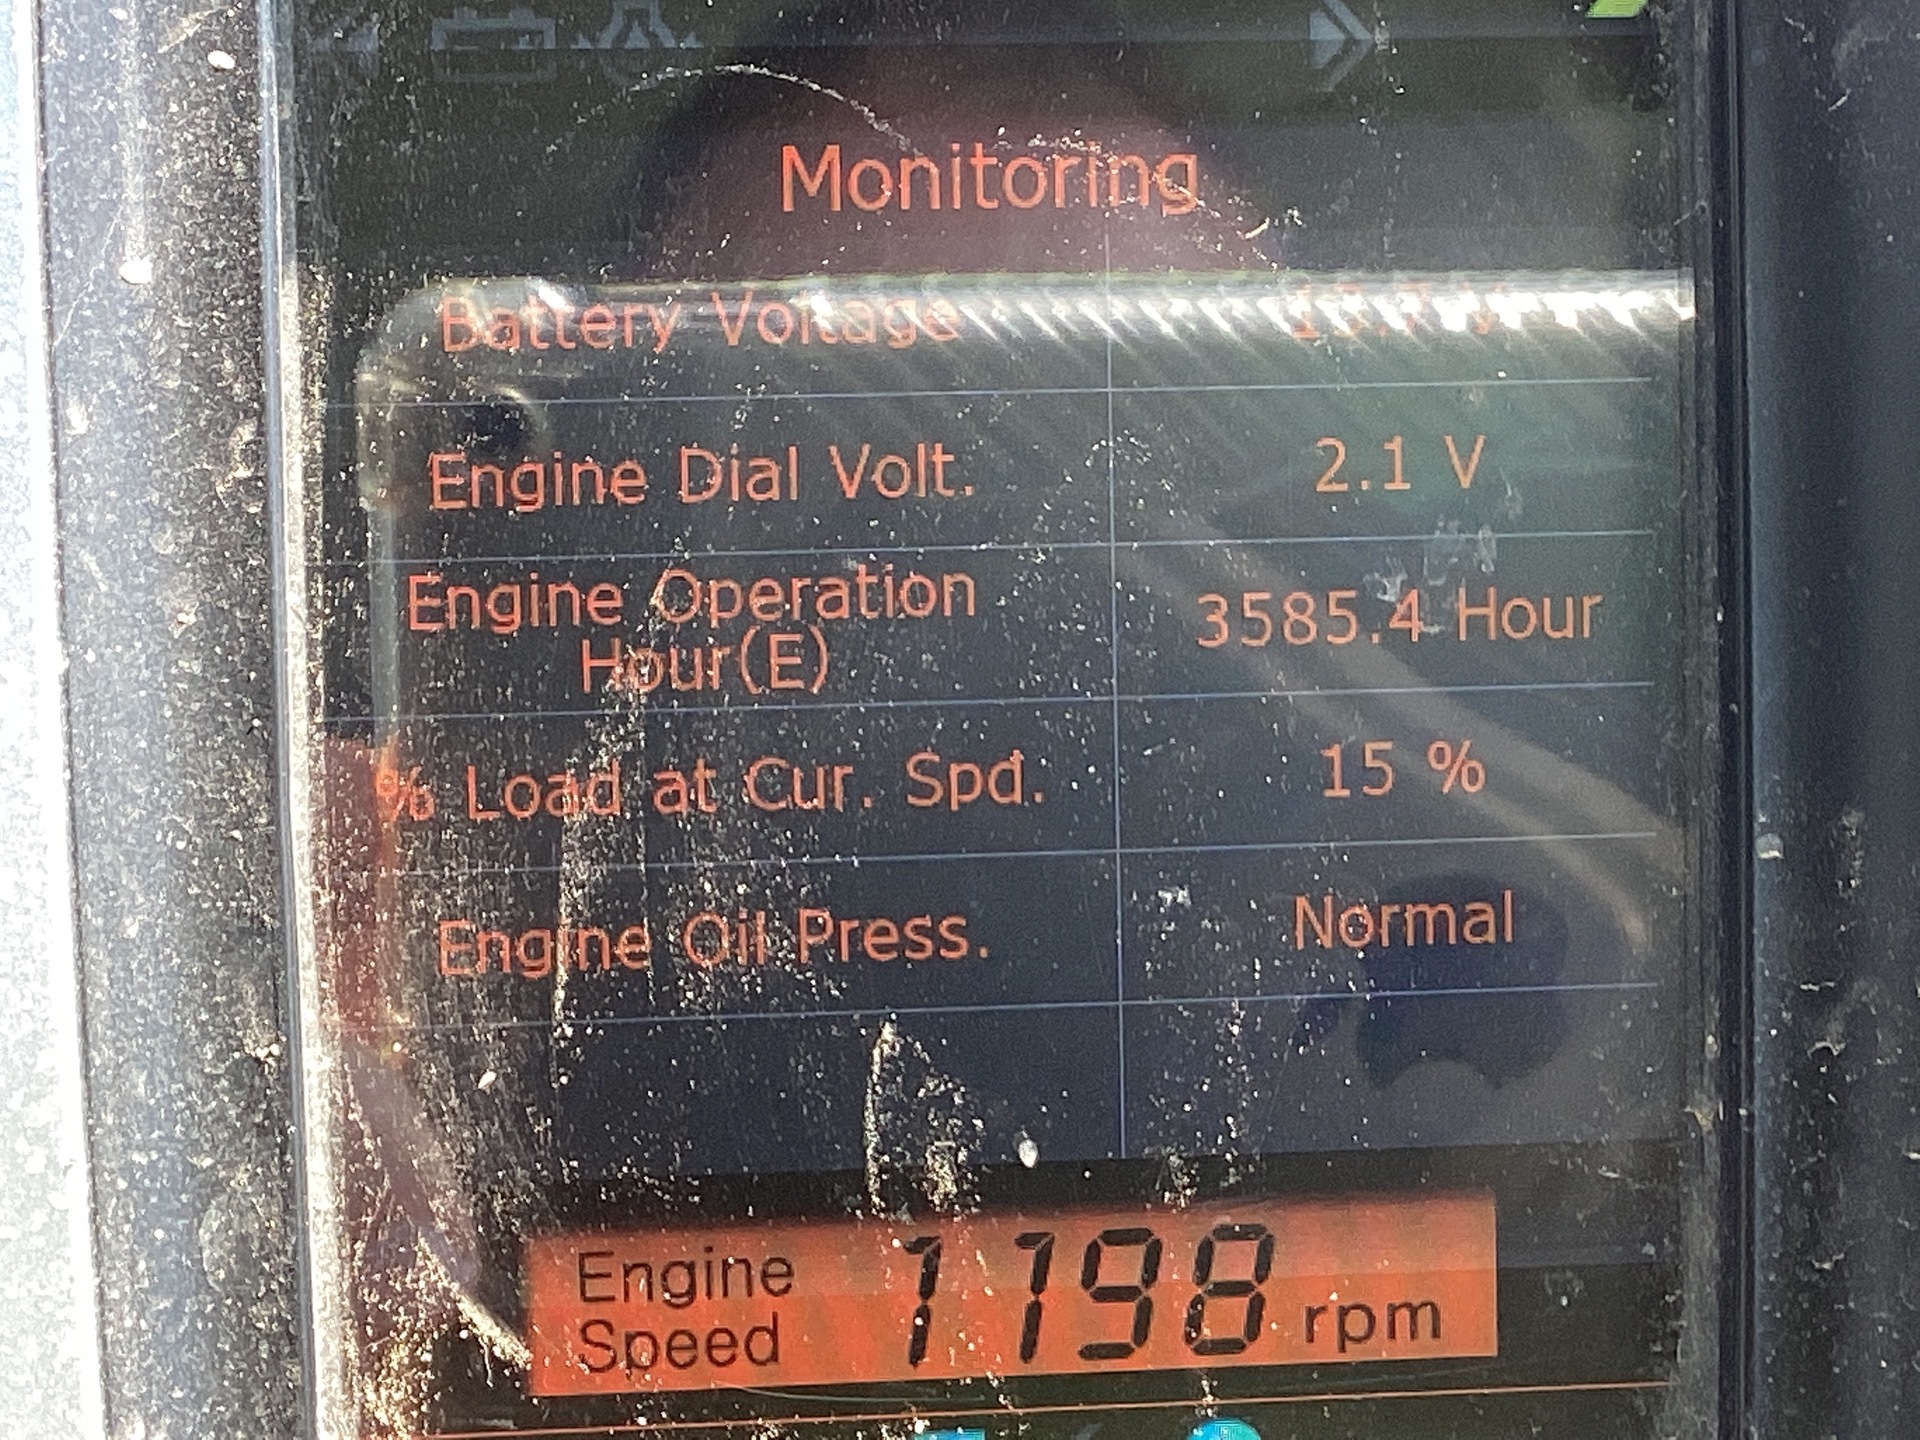 Monitoring
Battery Voltage
Engine Dial Volt. 2.1 V
Engine Operation
Hour(E) 3585.4 Hour
% Load at Cur. Spd. 15 %
Engine Oil Press. Normal
Engine
Speed 1198 rpm